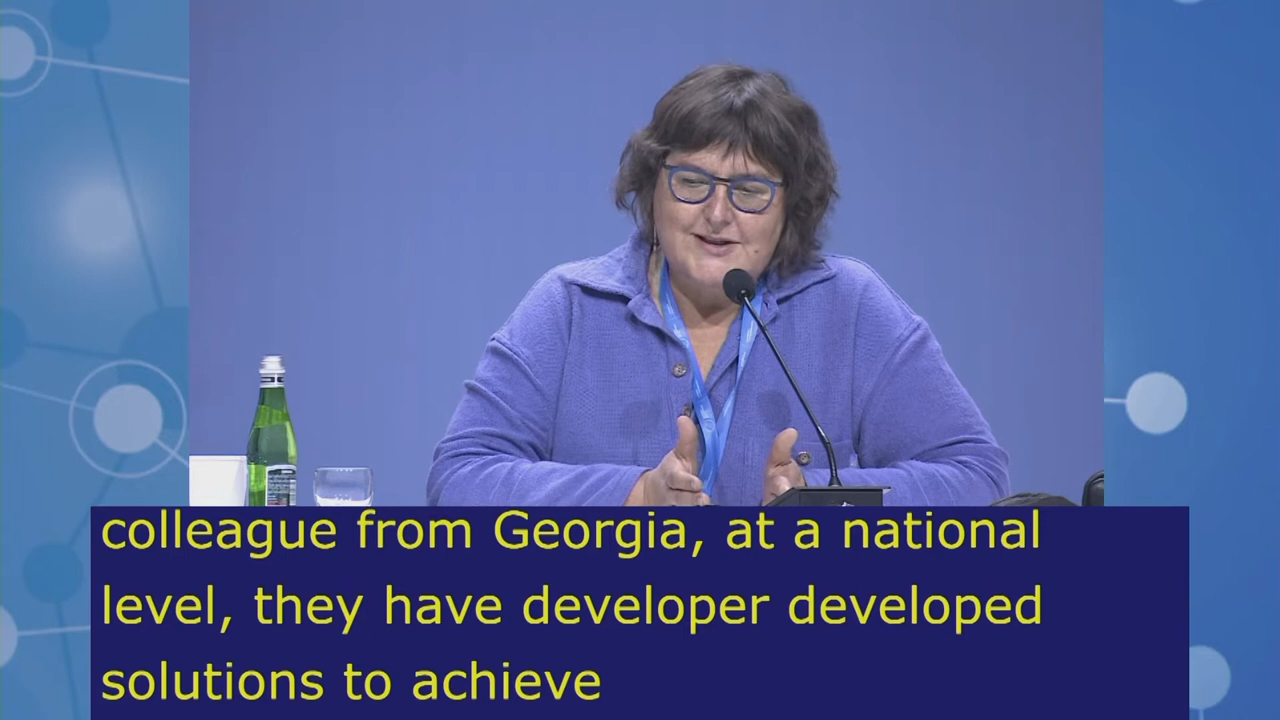 colleague from Georgia, at a national
level, they have developer developed
solutions to achieve